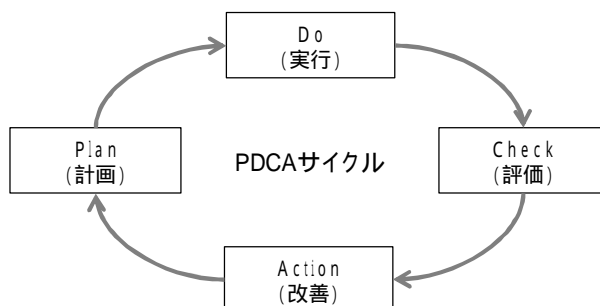 Do
(実行)
Plan
(計画)
PDCAサイクル
Check
(評価)
Action
(改善)